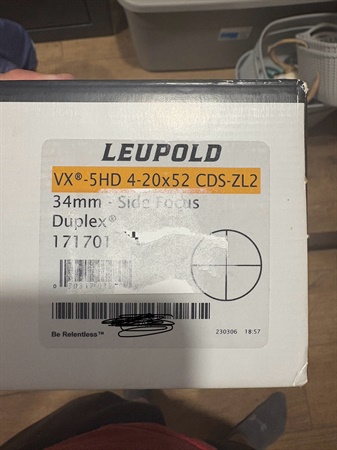 LEUPOLD
VX®-5HD 4-20x52 CDS-ZL2
34mm - Side Focus
Duplex®
171701
Be Relentless™
230306 18:57